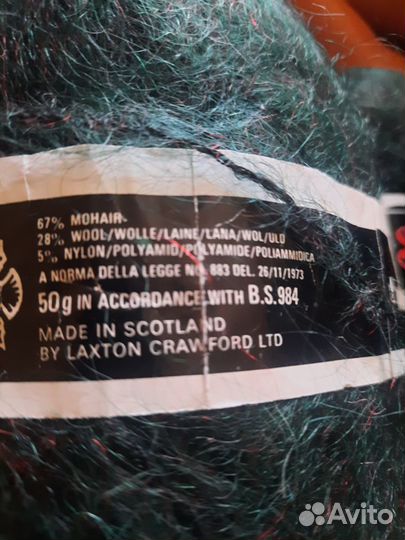 67% MOHAIR
28% WOOL/WOLLE/LAINE/LANA/WOL/ULD
5% NYLON/POLYAMID/POLYAMIDE/POLIAMMIDICA
A NORMA DELLA LEGGE NO. 883 DEL. 26/11/1973
50g IN ACCORDANCE WITH B.S.984
MADE IN SCOTLAND
BY LAXTON CRAWFORD LTD
Avito